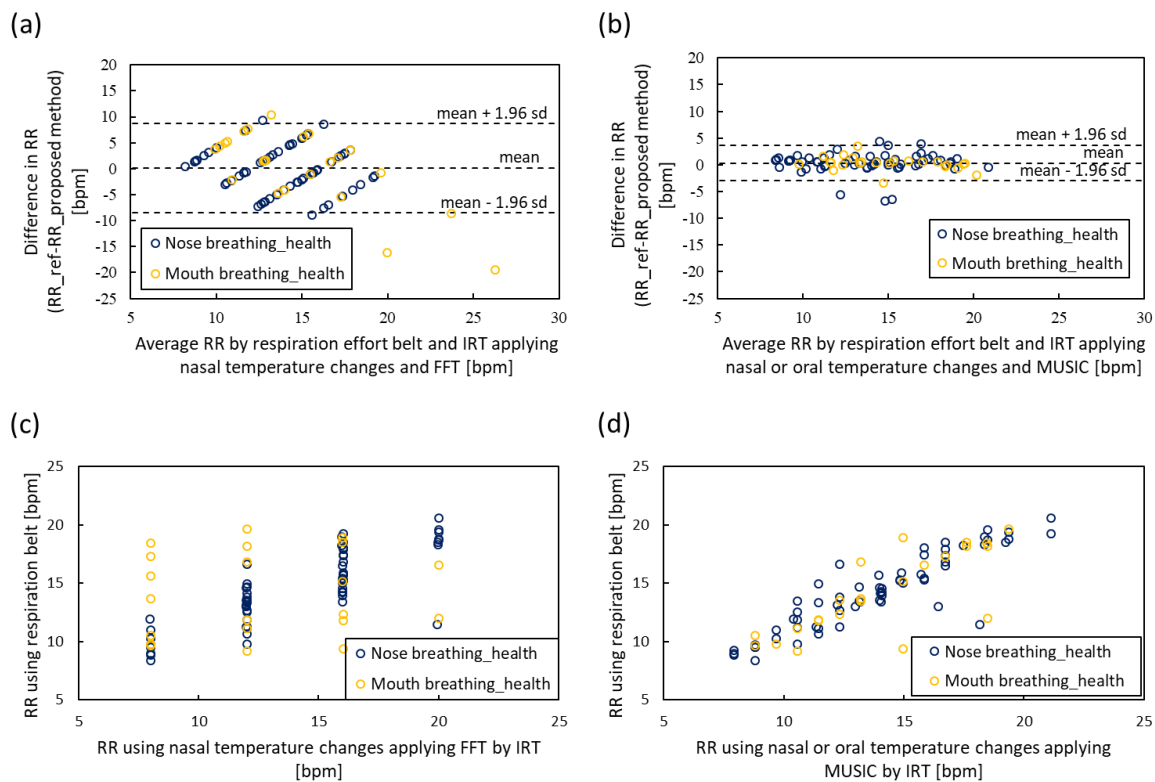 (a)
Difference in RR
(RR_ref-RR_proposed method)
[bpm]
25
20
15
10
5
0
-5
-10
-15
-20
-25
mean + 1.96 sd
mean
mean - 1.96 sd
Nose breathing_health
Mouth breathing_health
5
10
15
20
25
30
Average RR by respiration effort belt and IRT applying
nasal temperature changes and FFT [bpm]
(b)
Difference in RR
(RR_ref-RR_proposed method)
[bpm]
25
20
15
10
5
0
-5
-10
-15
-20
-25
mean + 1.96 sd
mean
mean - 1.96 sd
Nose breathing_health
Mouth brething_health
5
10
15
20
25
30
Average RR by respiration effort belt and IRT applying
nasal or oral temperature changes and MUSIC [bpm]
(c)
RR using respiration belt [bpm]
25
20
15
10
5
Nose breathing_health
Mouth breathing_health
5
10
15
20
25
RR using nasal temperature changes applying FFT by IRT
[bpm]
(d)
RR using respiration belt [bpm]
25
20
15
10
5
Nose breathing_health
Mouth breathing_health
5
10
15
20
25
RR using nasal or oral temperature changes applying
MUSIC by IRT [bpm]